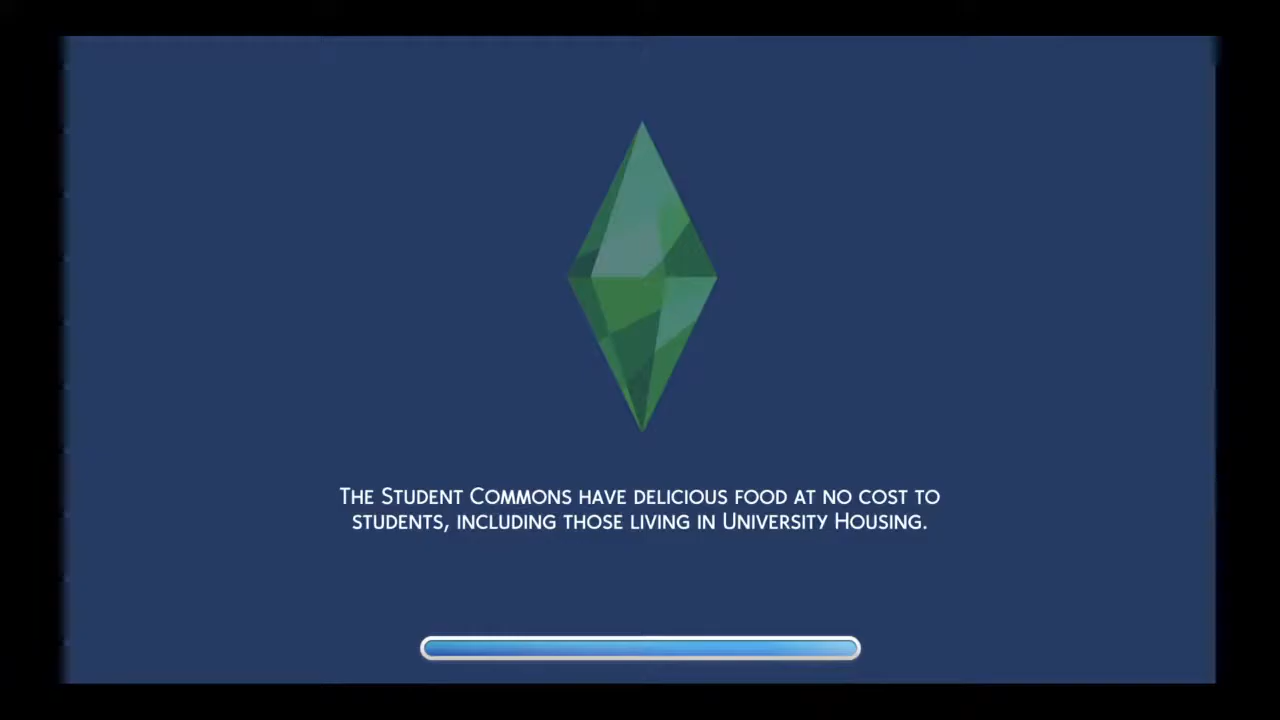 The Student Commons have delicious food at no cost to
students, including those living in University Housing.